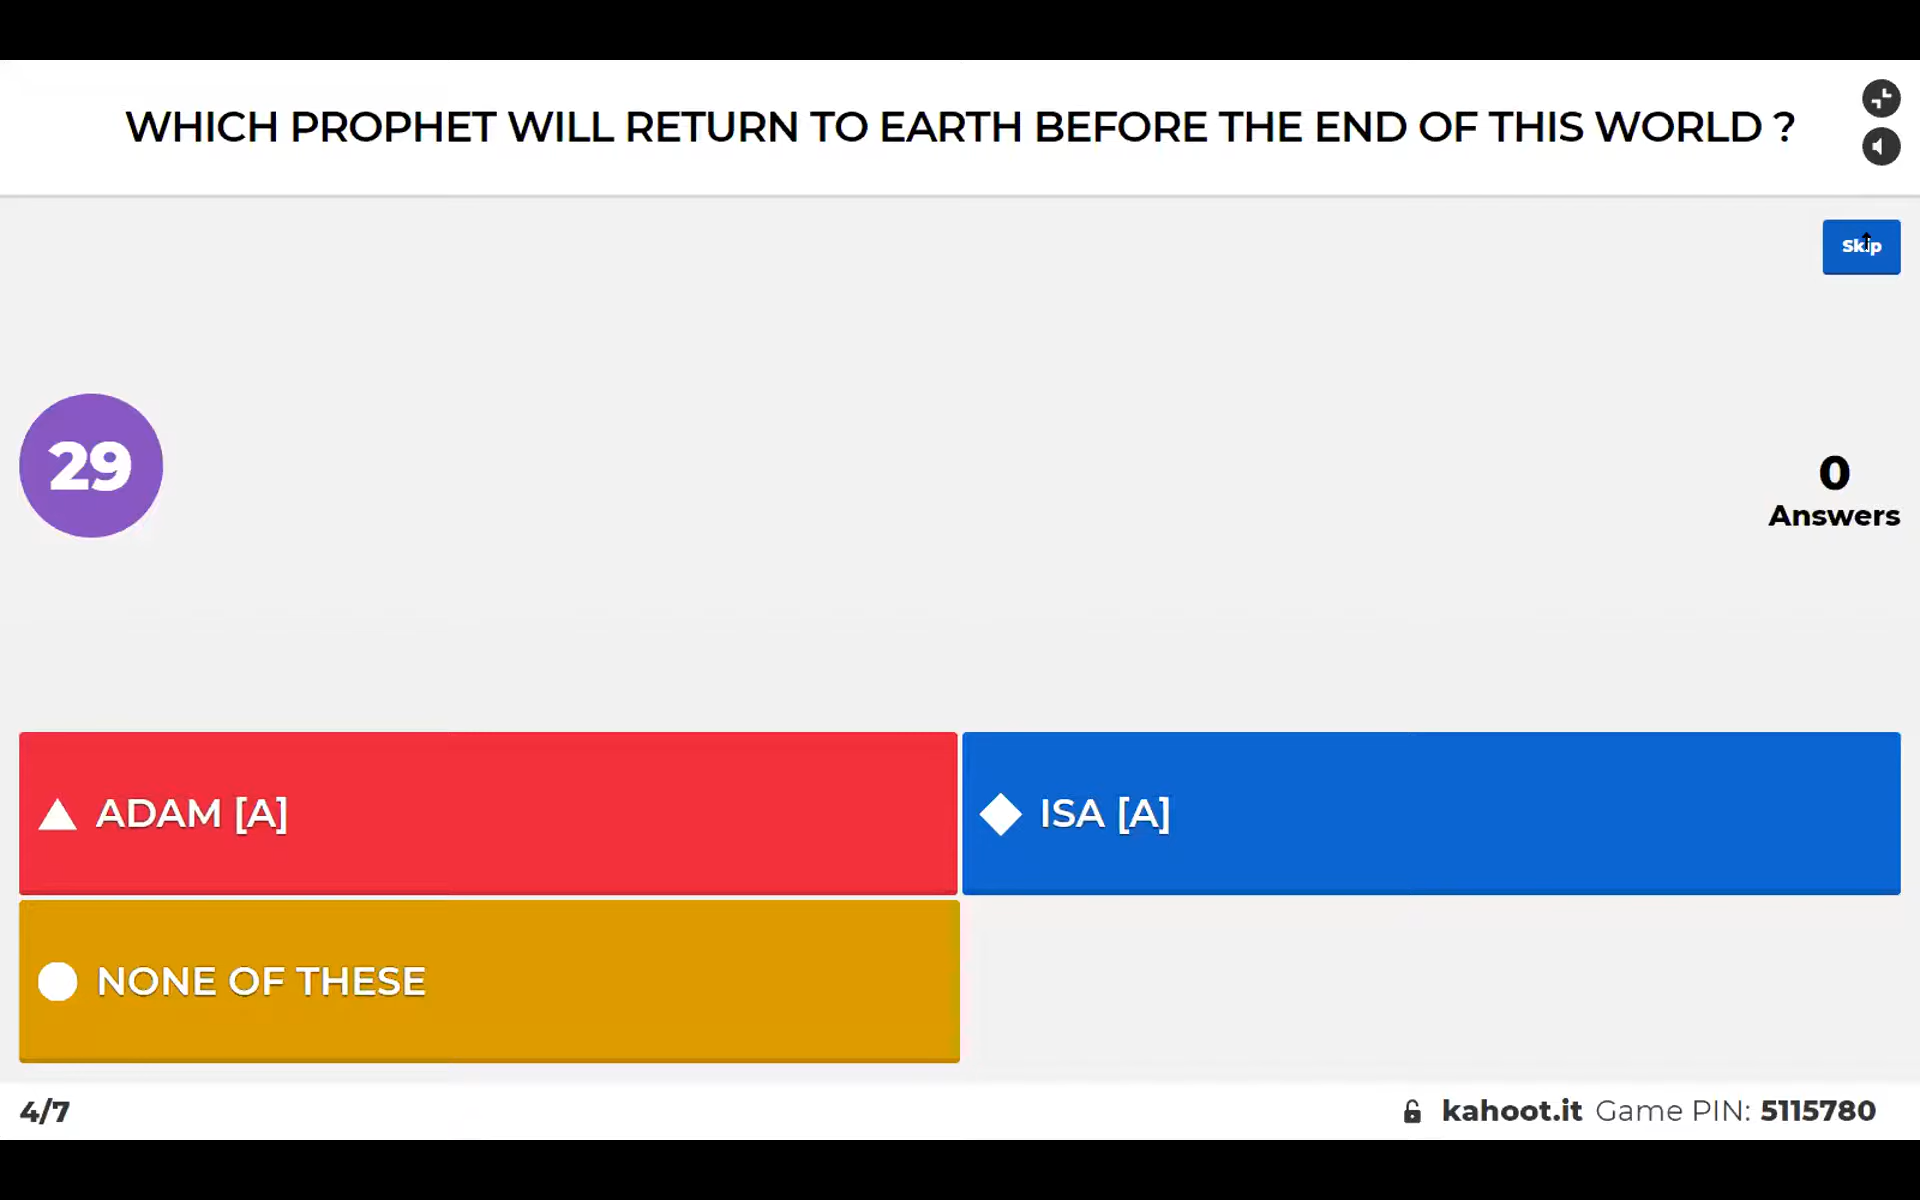 WHICH PROPHET WILL RETURN TO EARTH BEFORE THE END OF THIS WORLD ?
Skip
29
0
Answers
ADAM [A]
ISA [A]
NONE OF THESE
4/7
kahoot.it Game PIN: 5115780